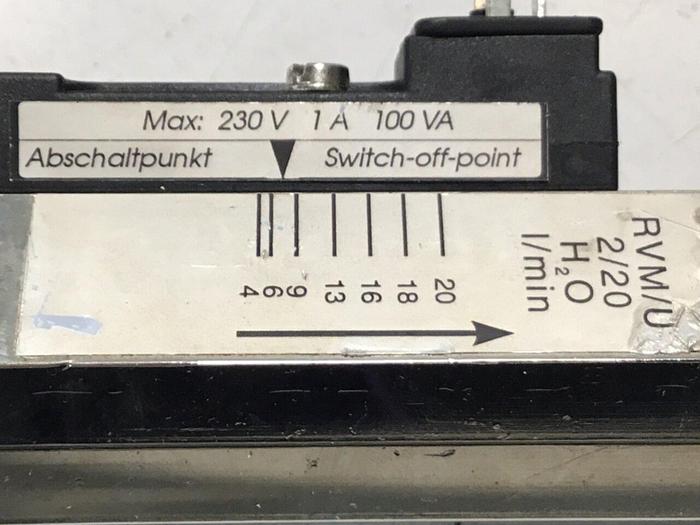 Max: 230 V 1 A 100 VA
Abschaltpunkt Switch-off-point
4 6 9 13 16 18 20
RVM/U
2/20
H₂O
l/min